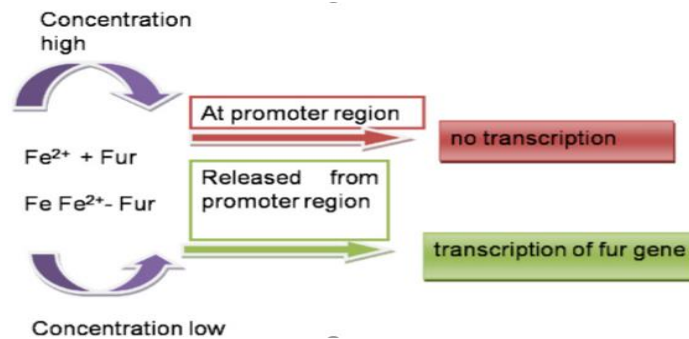 Concentration
high
At promoter region
no transcription
Fe²⁺ + Fur
Released from
promoter region
Fe Fe²⁺- Fur
transcription of fur gene
Concentration low